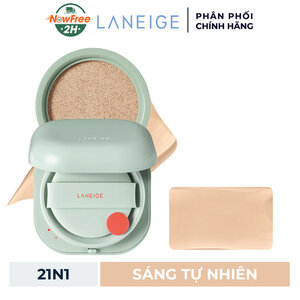 NowFree
2H
LANEIGE
PHÂN PHỐI
CHÍNH HÃNG
LANEIGE
21N1
SÁNG TỰ NHIÊN